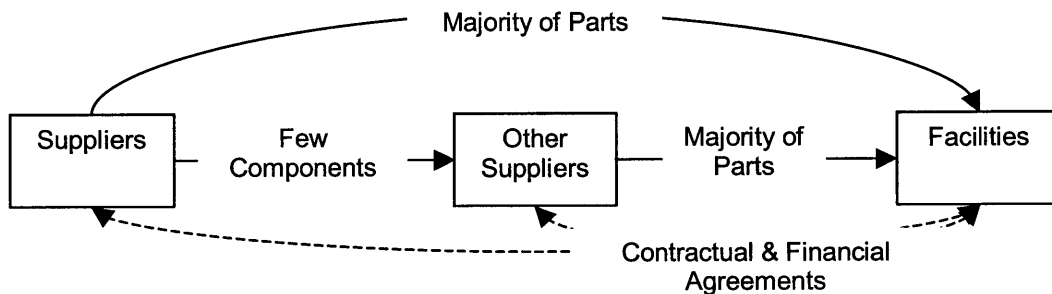 Majority of Parts
Suppliers
Few
Components
Other
Suppliers
Majority of
Parts
Facilities
Contractual & Financial
Agreements